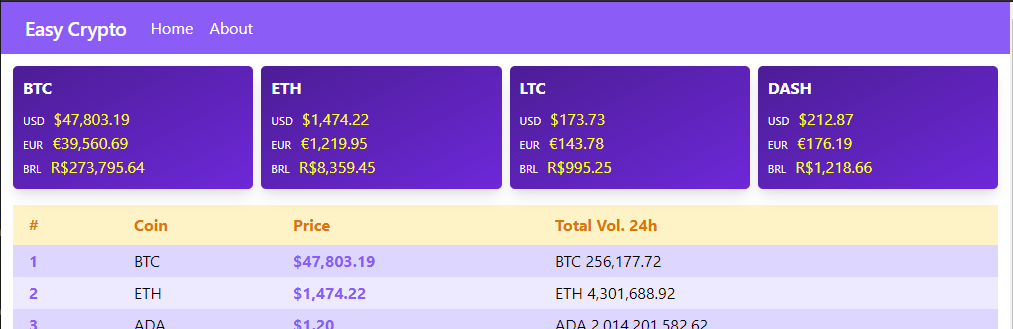 Easy Crypto Home About
BTC
USD $47,803.19
EUR €39,560.69
BRL R$273,795.64
ETH
USD $1,474.22
EUR €1,219.95
BRL R$8,359.45
LTC
USD $173.73
EUR €143.78
BRL R$995.25
DASH
USD $212.87
EUR €176.19
BRL R$1,218.66
# Coin Price Total Vol. 24h
1 BTC $47,803.19 BTC 256,177.72
2 ETH $1,474.22 ETH 4,301,688.92
3 ADA $1.20 ADA 2,014,201,582.62